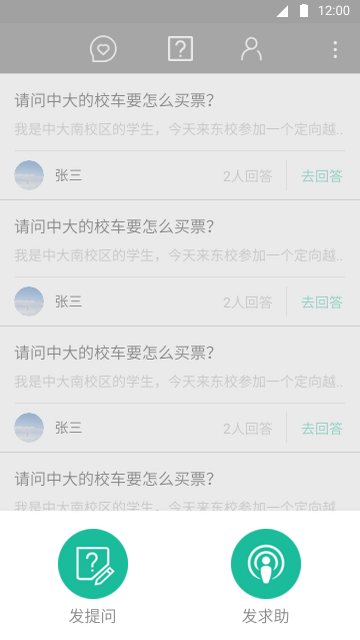 12:00
请问中大的校车要怎么买票？
我是中大南校区的学生，今天来东校参加一个定向越..
张三
2人回答
去回答
请问中大的校车要怎么买票？
我是中大南校区的学生，今天来东校参加一个定向越..
张三
2人回答
去回答
请问中大的校车要怎么买票？
我是中大南校区的学生，今天来东校参加一个定向越..
张三
2人回答
去回答
请问中大的校车要怎么买票？
我是中大南校区的学生，今天来东校参加一个定向越..
发提问
发求助